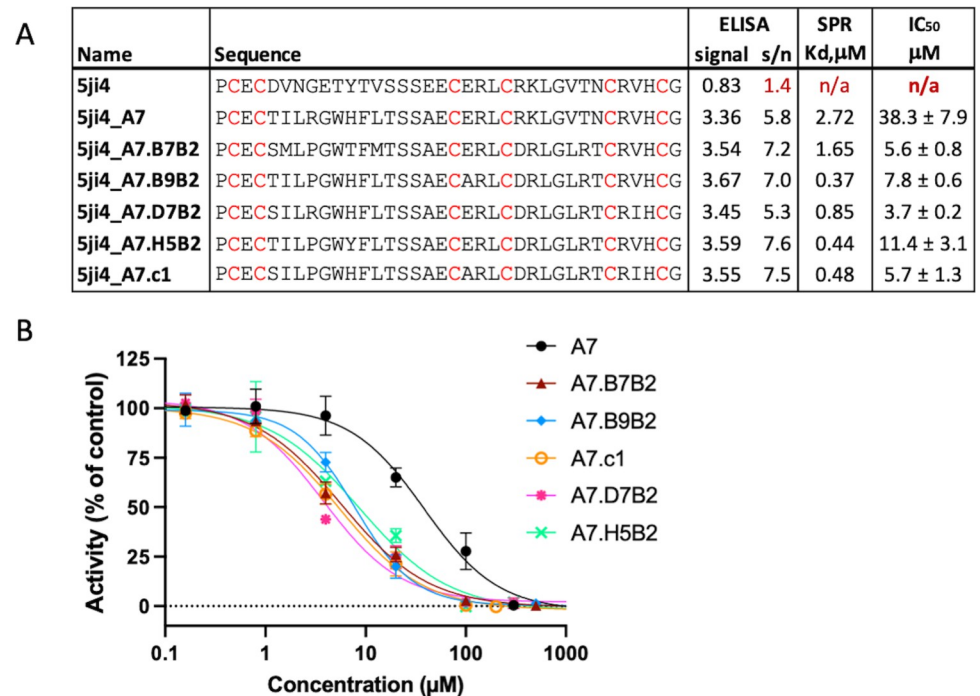 A
ELISA SPR IC50
Name Sequence signal s/n Kd,μM μM
5ji4 PCECDVNGETYTVSSSEECERLCRKLGVTNCRVHCG 0.83 1.4 n/a n/a
5ji4_A7 PCECTILRGWHFLTSSSEECERLCRKLGVTNCRVHCG 3.36 5.8 2.72 38.3 ± 7.9
5ji4_A7.B7B2 PCECSMLPGWTFMTSSAECERLCDRLGLRTCRVHCG 3.54 7.2 1.65 5.6 ± 0.8
5ji4_A7.B9B2 PCECTILPGWHFLTSSAECARLCDRLGLRTCRVHCG 3.67 7.0 0.37 7.8 ± 0.6
5ji4_A7.D7B2 PCECSILRGWHFLTSSAECERLCDRLGLRTCRIHCG 3.45 5.3 0.85 3.7 ± 0.2
5ji4_A7.H5B2 PCECTILPGWYFLTSSAECERLCDRLGLRTCRVHCG 3.59 7.6 0.44 11.4 ± 3.1
5ji4_A7.c1 PCECSILPGWHFLTSSAECARLCDRLGLRTCRIHCG 3.55 7.5 0.48 5.7 ± 1.3
B
Activity (% of control)
125
100
75
50
25
0
0.1 1 10 100 1000
Concentration (μM)
A7
A7.B7B2
A7.B9B2
A7.c1
A7.D7B2
A7.H5B2